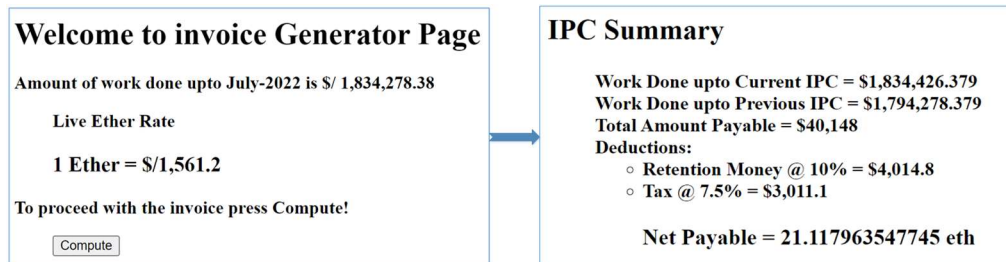 Welcome to invoice Generator Page
Amount of work done upto July-2022 is $/ 1,834,278.38
Live Ether Rate
1 Ether = $/1,561.2
To proceed with the invoice press Compute!
Compute
IPC Summary
Work Done upto Current IPC = $1,834,426.379
Work Done upto Previous IPC = $1,794,278.379
Total Amount Payable = $40,148
Deductions:
Retention Money @ 10% = $4,014.8
Tax @ 7.5% = $3,011.1
Net Payable = 21.117963547745 eth